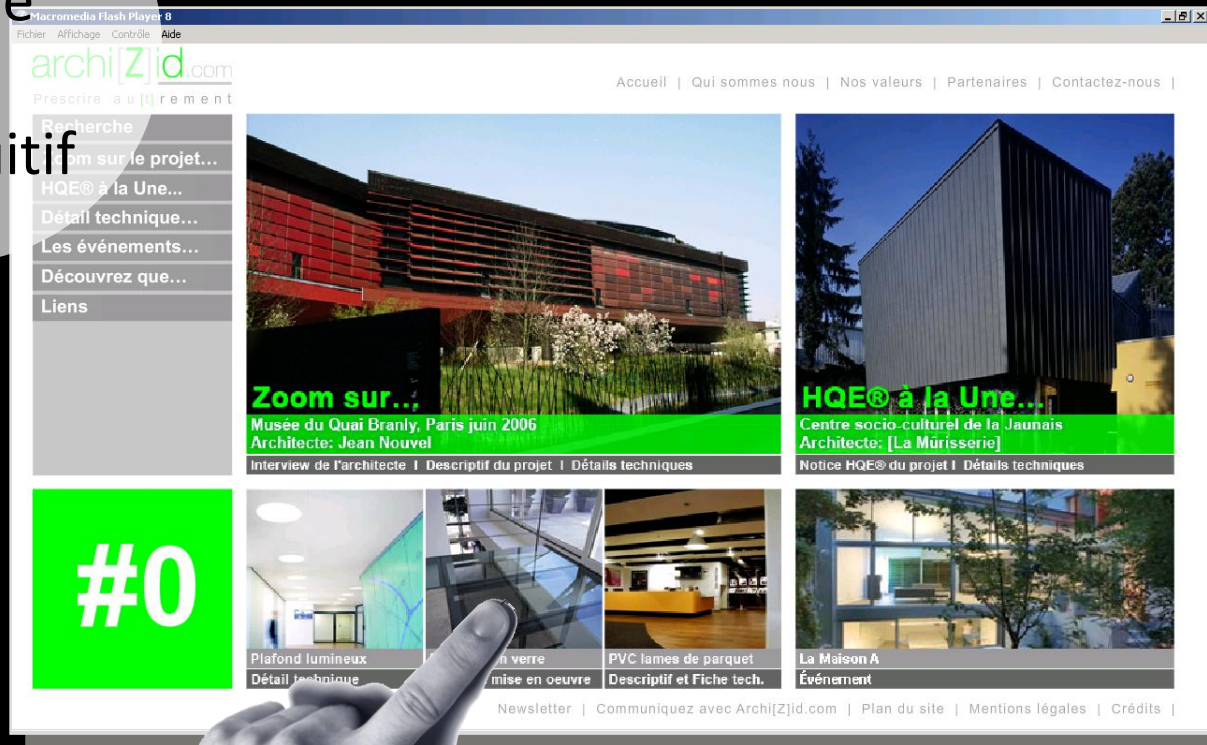 Macromedia Flash Player 8
Fichier Affichage Contrôle Aide
archi[Z]id.com
Prescrire au[t]rement
Accueil | Qui sommes nous | Nos valeurs | Partenaires | Contactez-nous |
Recherche
Zoom sur le projet...
HQE® à la Une...
Détail technique...
Les événements...
Découvrez que...
Liens
Zoom sur...
Musée du Quai Branly, Paris juin 2006
Architecte: Jean Nouvel
Interview de l'architecte I Descriptif du projet I Détails techniques
HQE® à la Une...
Centre socio-culturel de la Jaunais
Architecte: [La Mûrisserie]
Notice HQE® du projet I Détails techniques
#0
Plafond lumineux
Détail technique
verre
mise en oeuvre
PVC lames de parquet
Descriptif et Fiche tech.
La Maison A
Événement
Newsletter | Communiquez avec Archi[Z]id.com | Plan du site | Mentions légales | Crédits |